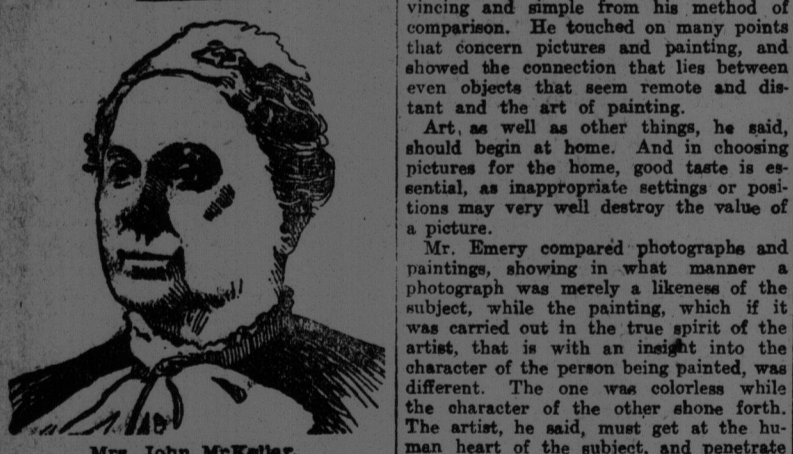 Mrs. John McKellar.
vincing and simple from his method of
comparison. He touched on many points
that concern pictures and painting, and
showed the connection that lies between
even objects that seem remote and dis-
tant and the art of painting.
Art, as well as other things, he said,
should begin at home. And in choosing
pictures for the home, good taste is es-
sential, as inappropriate settings or posi-
tions may very well destroy the value of
a picture.
Mr. Emery compared photographs and
paintings, showing in what manner a
photograph was merely a likeness of the
subject, while the painting, which if it
was carried out in the true spirit of the
artist, that is with an insight into the
character of the person being painted, was
different. The one was colorless while
the character of the other shone forth.
The artist, he said, must get at the hu-
man heart of the subject, and penetrate